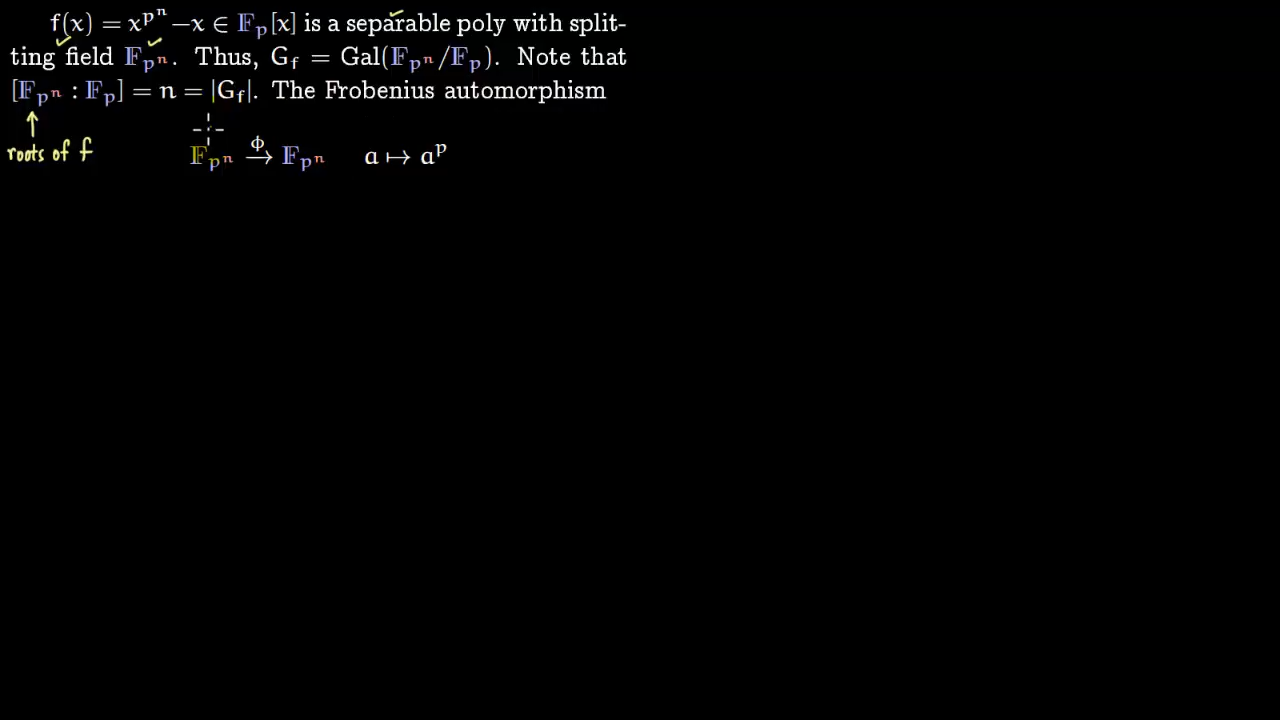 f(x) = x^{p^n} − x ∈ 𝔽_p[x] is a separable poly with split-
ting field 𝔽_{p^n}. Thus, G_f = Gal(𝔽_{p^n}/𝔽_p). Note that
[𝔽_{p^n} : 𝔽_p] = n = |G_f|. The Frobenius automorphism
𝔽_{p^n} →^ϕ 𝔽_{p^n} a ↦ a^p
roots of f